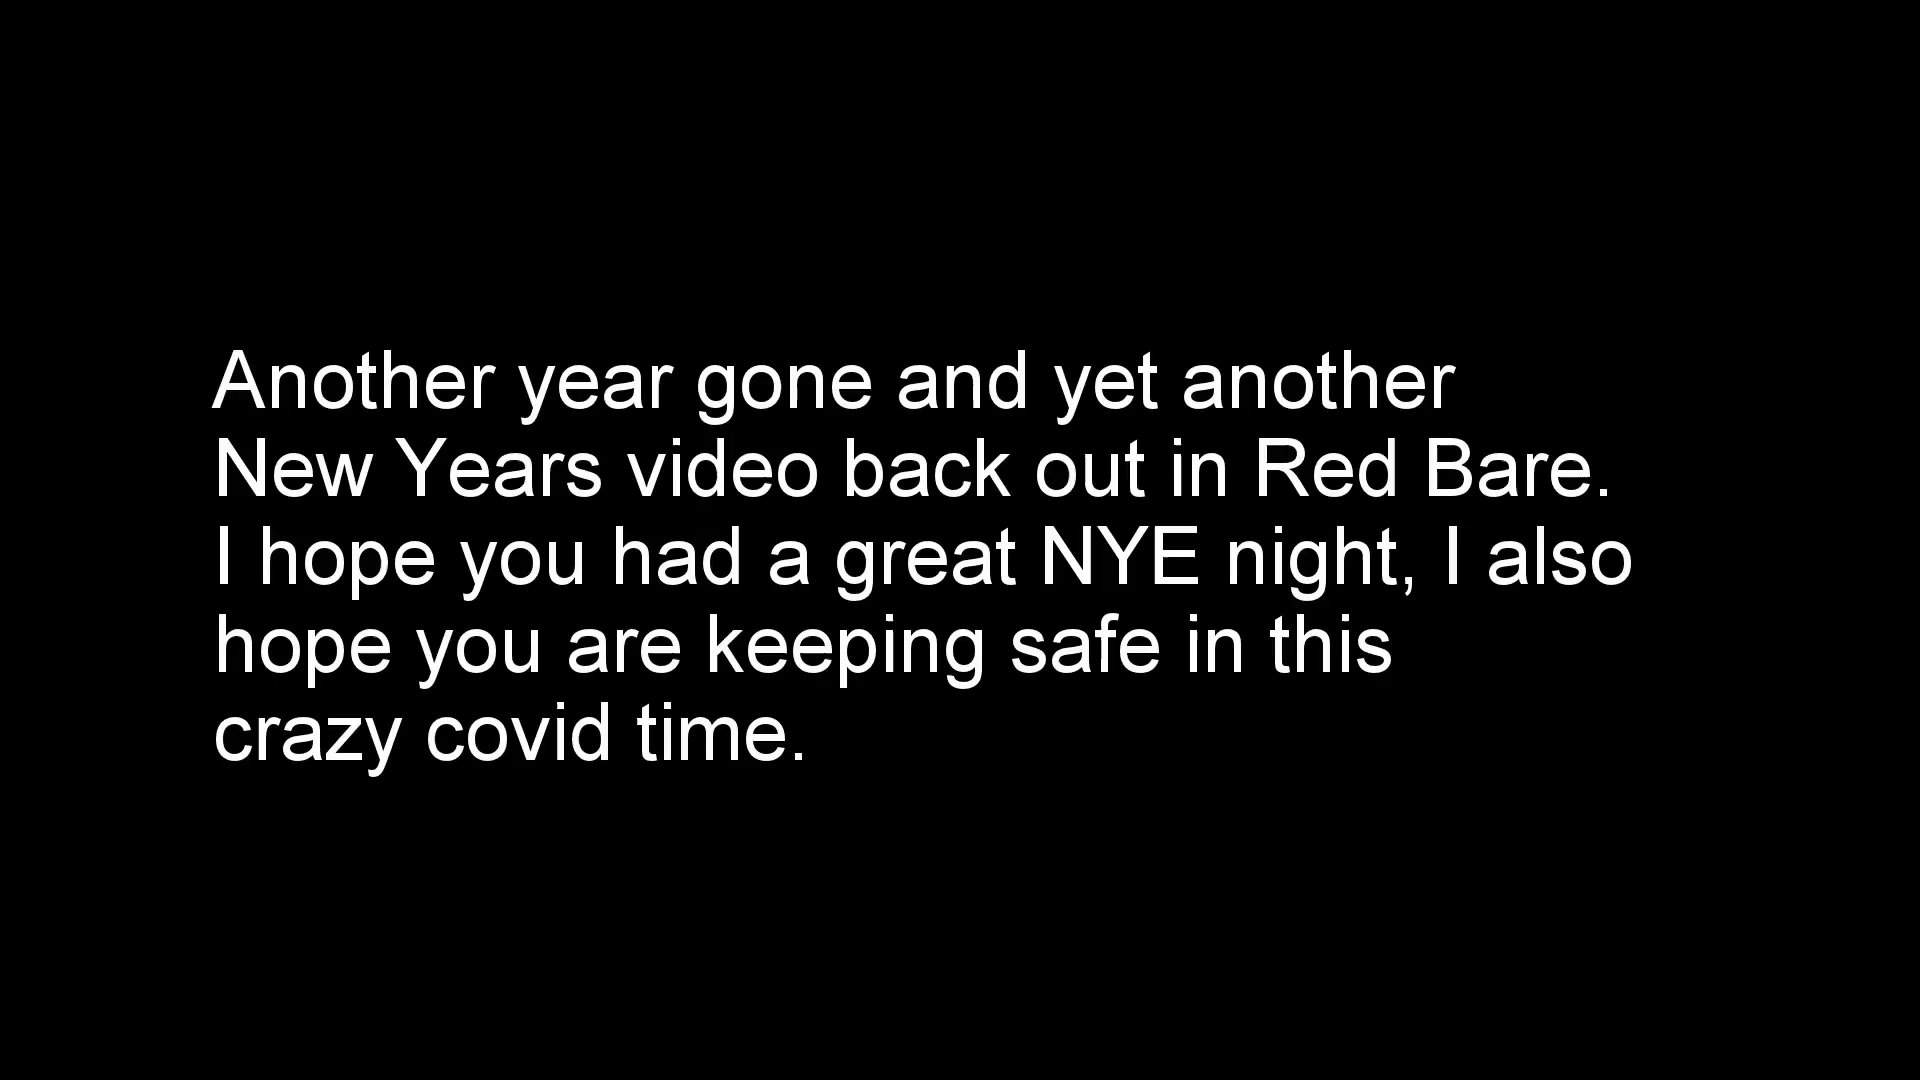 Another year gone and yet another
New Years video back out in Red Bare.
I hope you had a great NYE night, I also
hope you are keeping safe in this
crazy covid time.